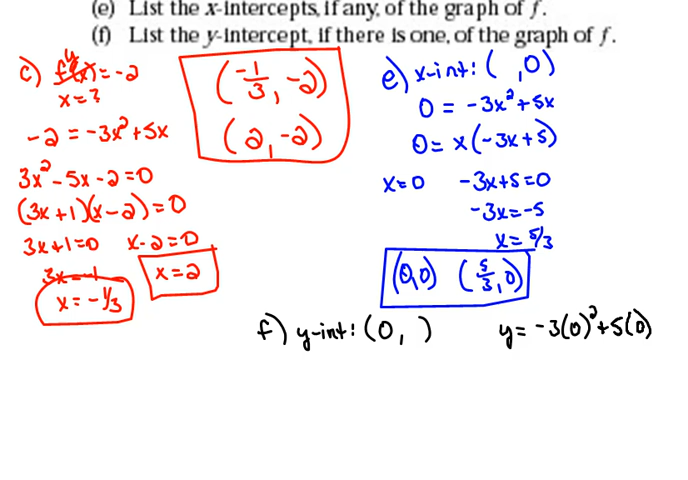 (e) List the x-intercepts, if any, of the graph of f.
(f) List the y-intercept, if there is one, of the graph of f.
c) f(x) = -2
y
x = ?
-2 = -3x² + 5x
3x² - 5x - 2 = 0
(3x + 1)(x - 2) = 0
3x + 1 = 0 x - 2 = 0
3x = -1 x = 2
x = -1/3
(-1/3, -2)
(2, -2)
e) x-int: ( , 0)
0 = -3x² + 5x
0 = x(-3x + 5)
x = 0 -3x + 5 = 0
-3x = -5
x = 5/3
(0,0) (5/3, 0)
f) y-int: (0, ) y = -3(0)² + 5(0)